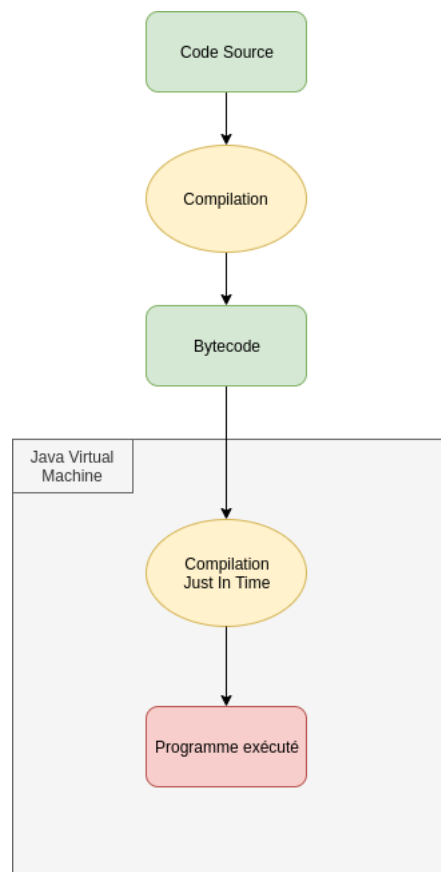 Code Source
Compilation
Bytecode
Java Virtual
Machine
Compilation
Just In Time
Programme exécuté